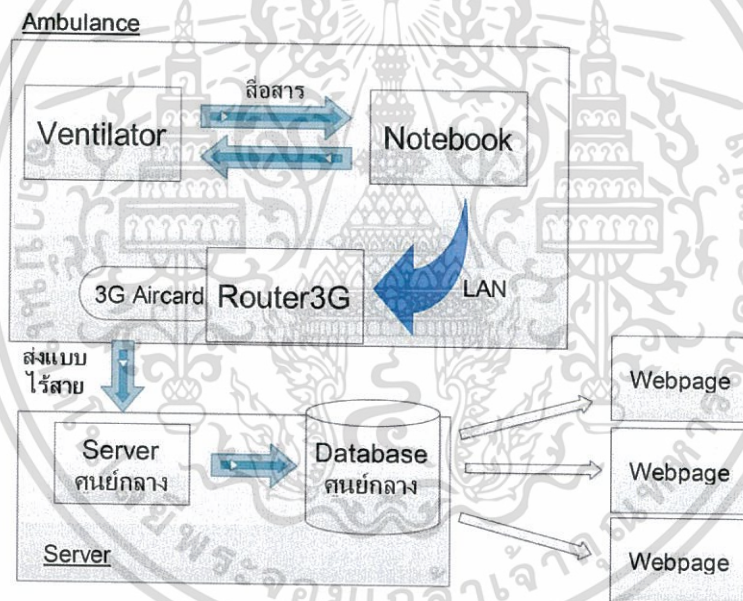 Ambulance
สื่อสาร
Ventilator
Notebook
3G Aircard
Router3G
LAN
ส่งแบบ
ไร้สาย
Webpage
Server
ศูนย์กลาง
Database
ศูนย์กลาง
Webpage
Server
Webpage